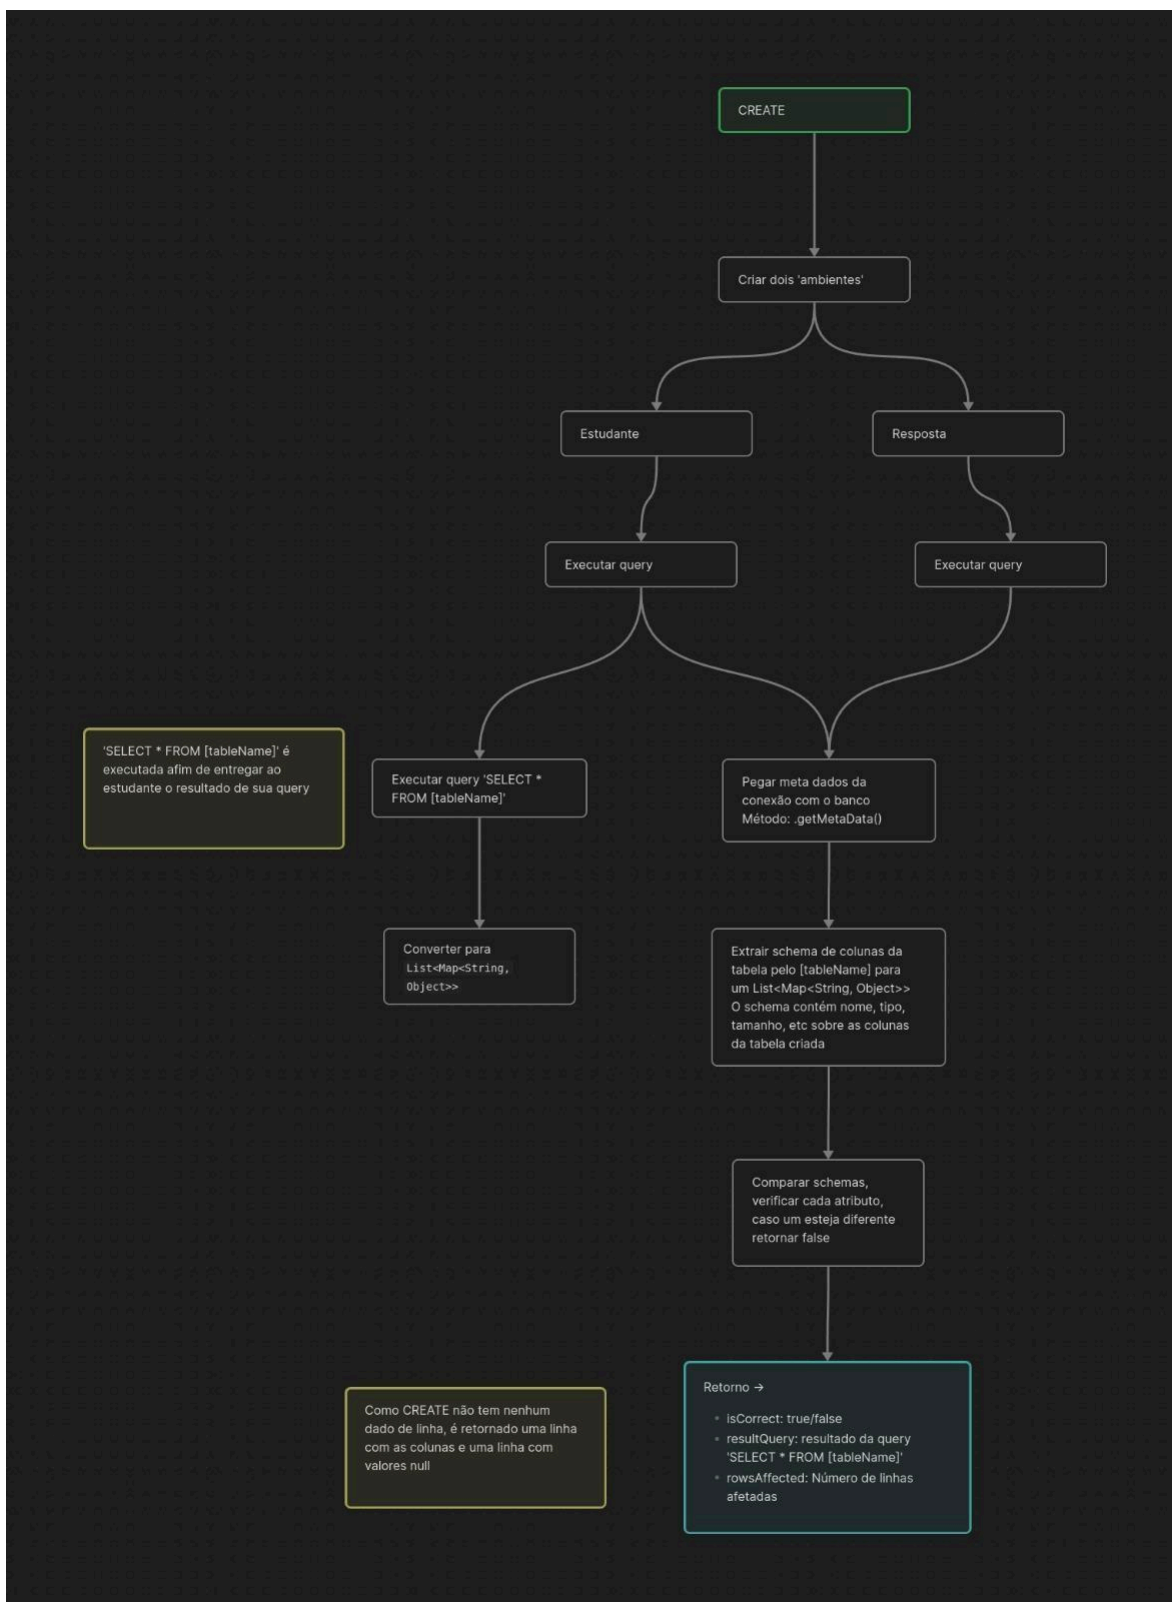 CREATE
Criar dois 'ambientes'
Estudante
Resposta
Executar query
Executar query
'SELECT * FROM [tableName]' é
executada afim de entregar ao
estudante o resultado de sua query
Executar query 'SELECT *
FROM [tableName]'
Pegar meta dados da
conexão com o banco
Método: .getMetaData()
Converter para
List<Map<String,
Object>>
Extrair schema de colunas da
tabela pelo [tableName] para
um List<Map<String, Object>>
O schema contém nome, tipo,
tamanho, etc sobre as colunas
da tabela criada
Comparar schemas,
verificar cada atributo,
caso um esteja diferente
retornar false
Como CREATE não tem nenhum
dado de linha, é retornado uma linha
com as colunas e uma linha com
valores null
Retorno →
• isCorrect: true/false
• resultQuery: resultado da query
'SELECT * FROM [tableName]'
• rowsAffected: Número de linhas
afetadas